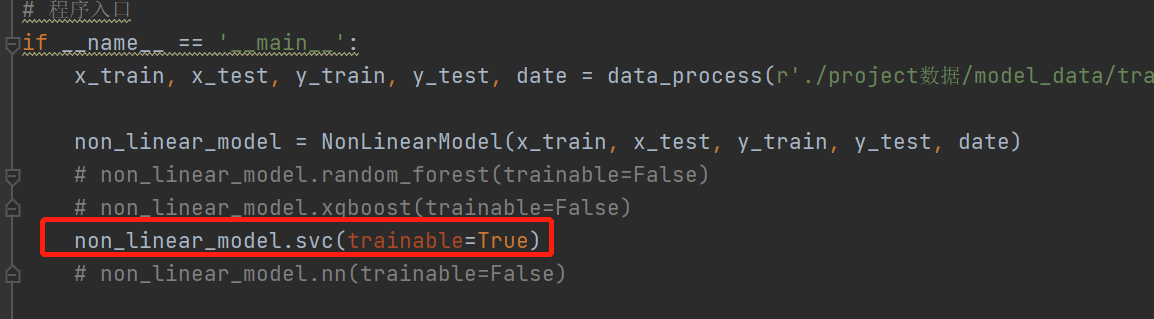 # 程序入口
if __name__ == '__main__':
x_train, x_test, y_train, y_test, date = data_process(r'./project数据/model_data/tra
non_linear_model = NonLinearModel(x_train, x_test, y_train, y_test, date)
# non_linear_model.random_forest(trainable=False)
# non_linear_model.xgboost(trainable=False)
non_linear_model.svc(trainable=True)
# non_linear_model.nn(trainable=False)